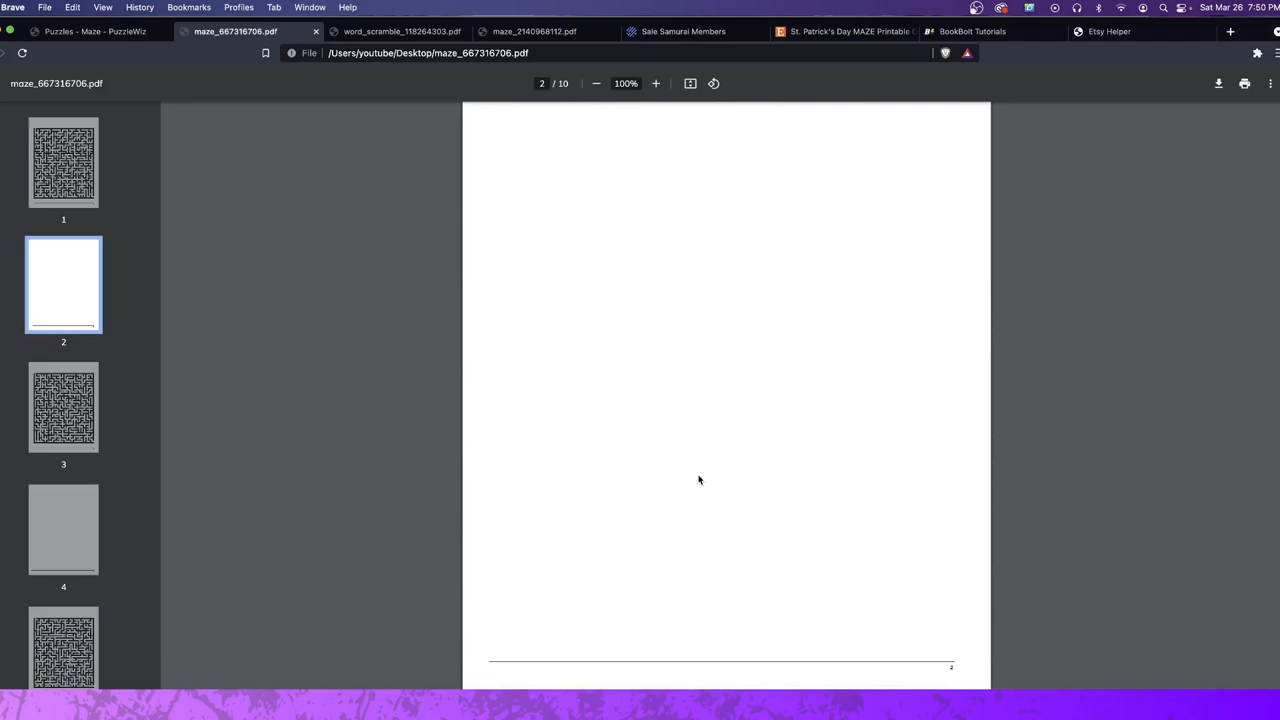 Brave File Edit View History Bookmarks Profiles Tab Window Help Sat Mar 26 7:50 PM
Puzzles - Maze - PuzzleWiz maze_667316706.pdf word_scramble_118264303.pdf maze_2140968112.pdf Sale Samurai Members St. Patrick's Day MAZE Printable BookBolt Tutorials Etsy Helper
File /Users/youtube/Desktop/maze_667316706.pdf
maze_667316706.pdf 2 / 10 100%
1
2
3
4
2